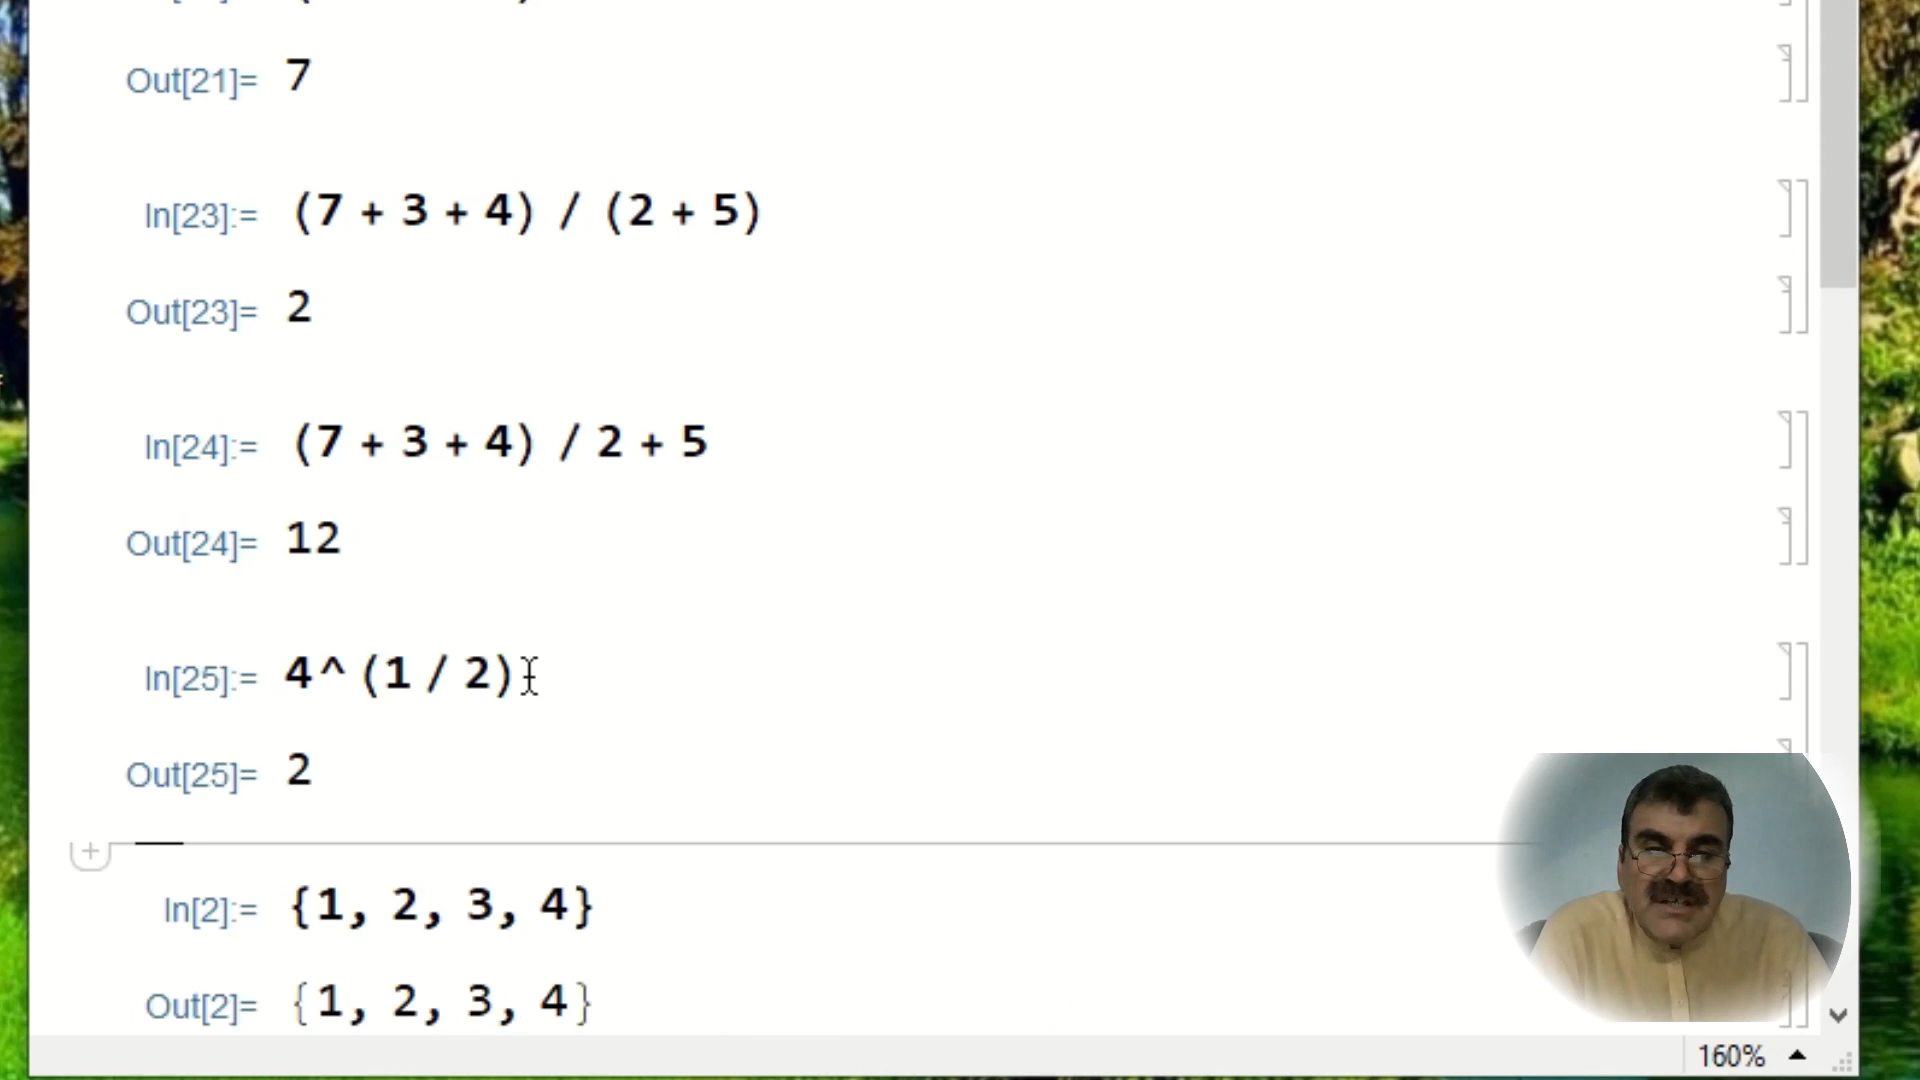 Out[21]= 7
In[23]:= (7 + 3 + 4) / (2 + 5)
Out[23]= 2
In[24]:= (7 + 3 + 4) / 2 + 5
Out[24]= 12
In[25]:= 4^(1 / 2)
Out[25]= 2
In[2]:= {1, 2, 3, 4}
Out[2]= {1, 2, 3, 4}
160%